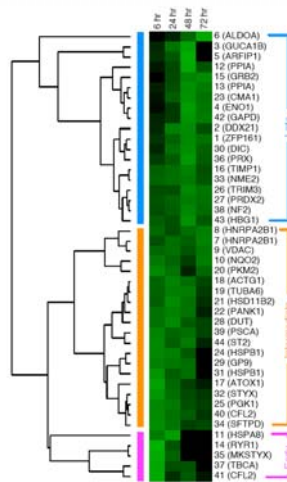 6 hr
24 hr
48 hr
72 hr
6 (ALDOA)
3 (GUCA1B)
5 (ARFIP1)
12 (PPIA)
15 (GRB2)
13 (PPIA)
23 (CMA1)
4 (ENO1)
42 (GAPD)
2 (DDX21)
1 (ZFP161)
30 (DIC)
36 (PRX)
16 (TIMP1)
33 (NME2)
26 (TRIM3)
27 (PRDX2)
38 (NF2)
43 (HBG1)
8 (HNRPA2B1)
7 (HNRPA2B1)
9 (VDAC)
10 (NQO2)
20 (PKM2)
18 (ACTG1)
19 (TUBA6)
21 (HSD11B2)
22 (PANK1)
28 (DUT)
39 (PSCA)
44 (ST2)
24 (HSPB1)
29 (GP9)
31 (HSPB1)
17 (ATOX1)
32 (STYX)
25 (PGK1)
40 (CFL2)
34 (SFTPD)
11 (HSPA8)
14 (RYR1)
35 (MKSTYX)
37 (TBCA)
41 (CFL2)